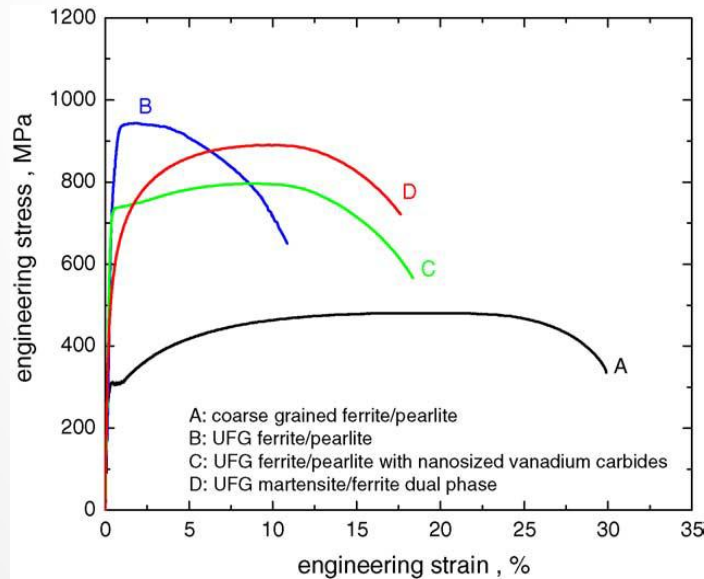 1200
1000
800
600
400
200
0
engineering stress , MPa
B
D
C
A
A: coarse grained ferrite/pearlite
B: UFG ferrite/pearlite
C: UFG ferrite/pearlite with nanosized vanadium carbides
D: UFG martensite/ferrite dual phase
0 5 10 15 20 25 30 35
engineering strain , %